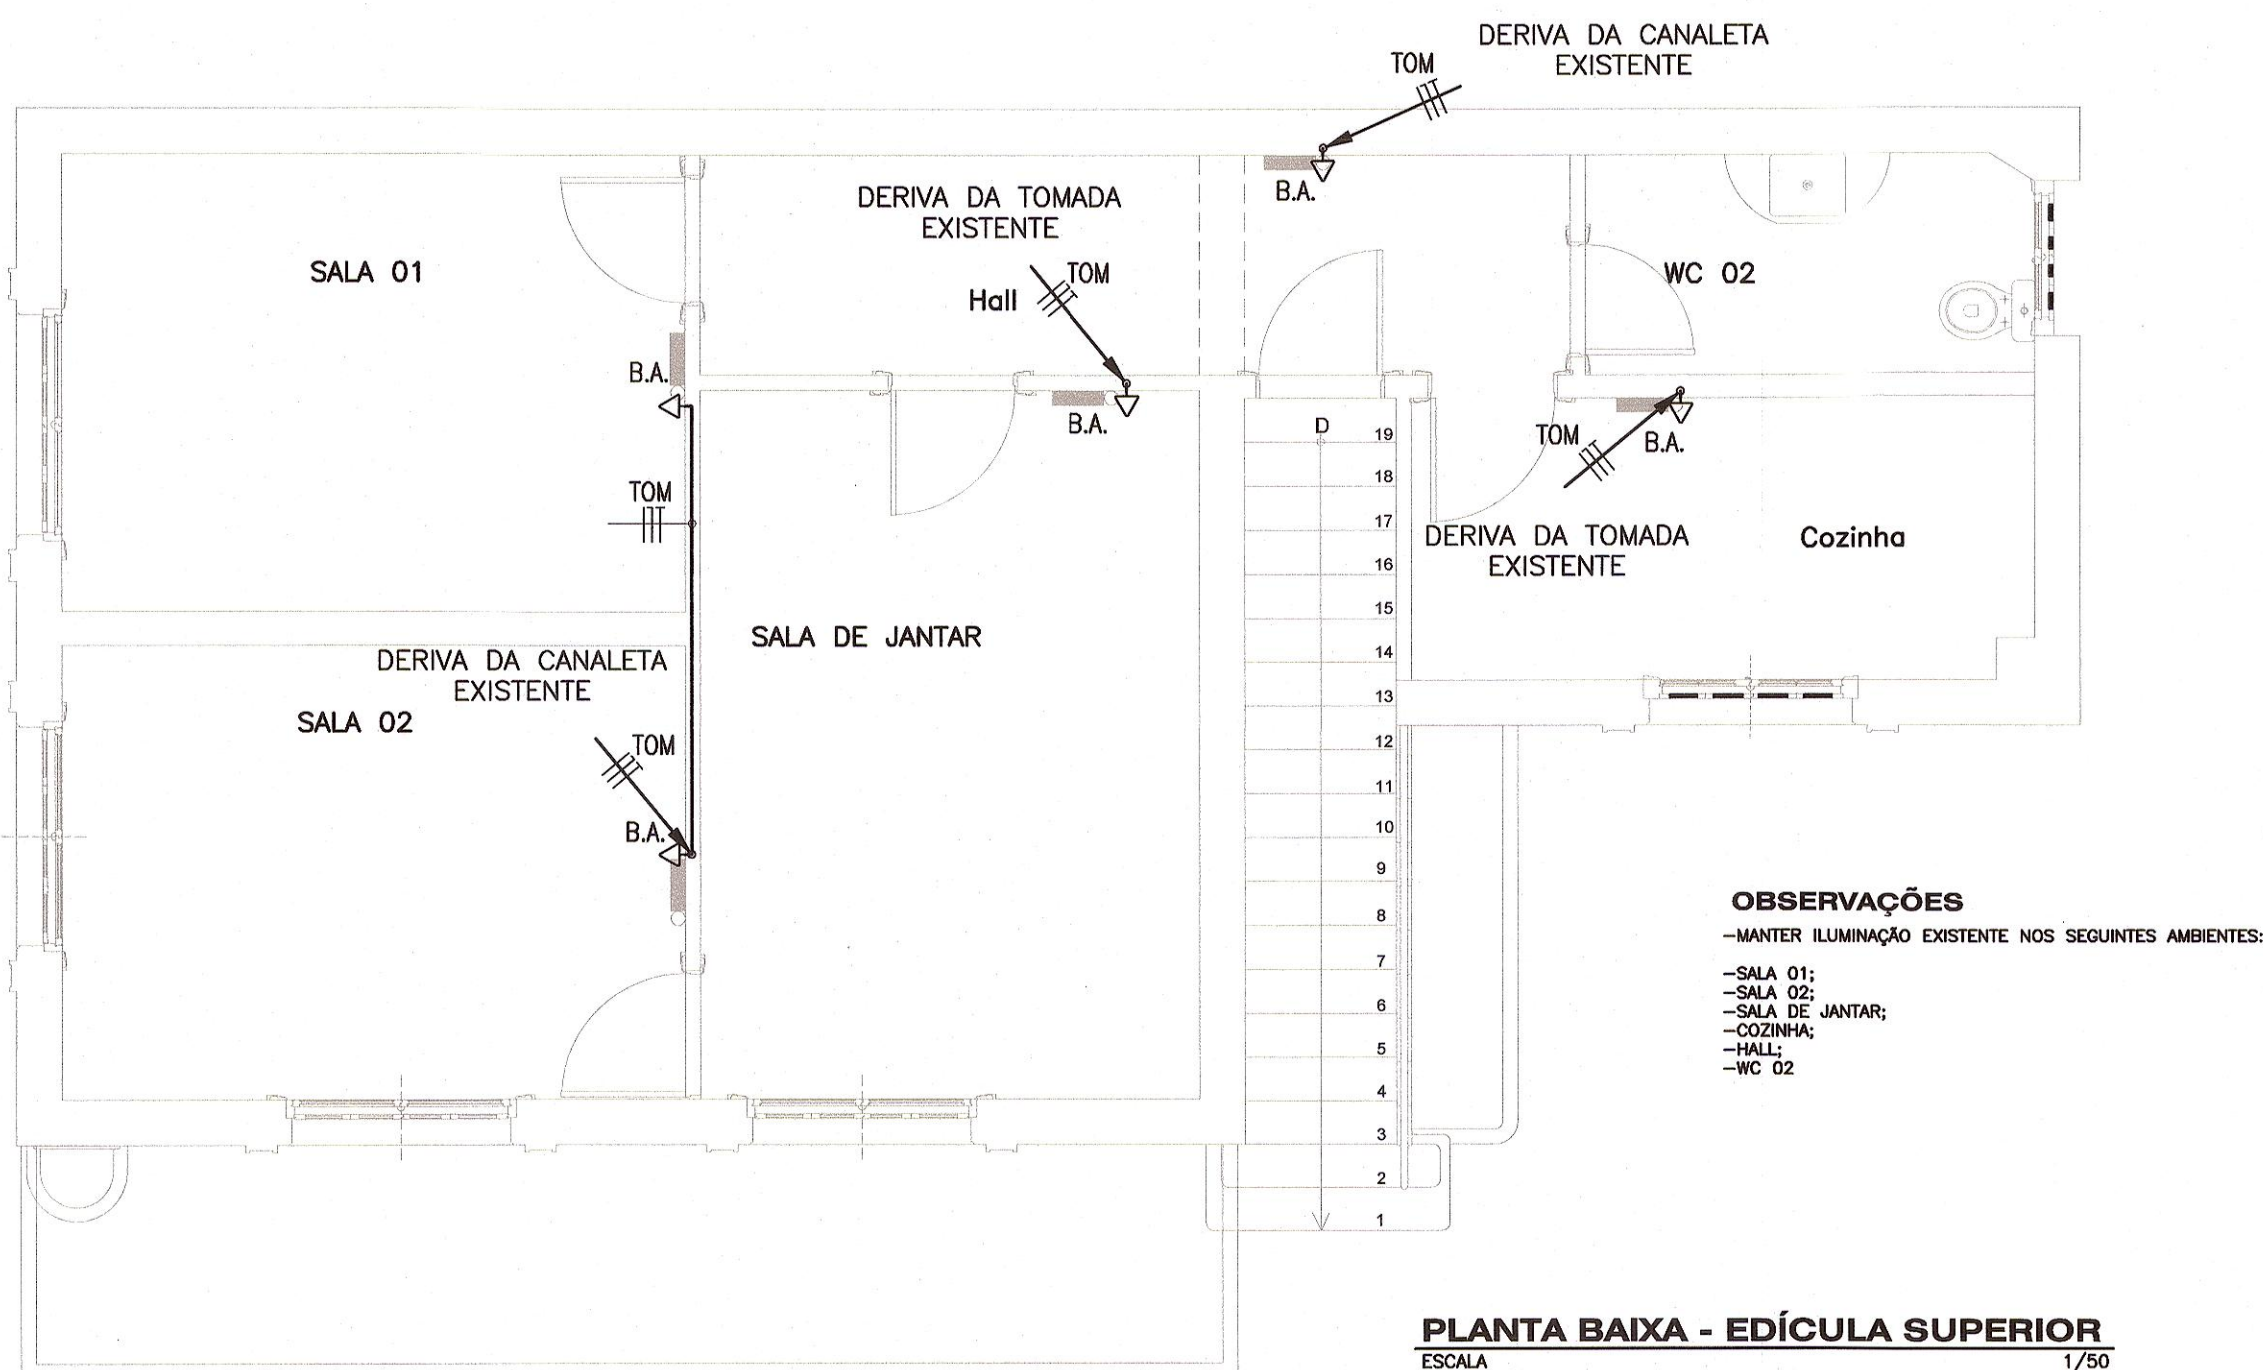 DERIVA DA CANALETA
EXISTENTE
TOM
B.A.
DERIVA DA TOMADA
EXISTENTE
TOM
Hall
SALA 01
WC 02
B.A.
B.A.
TOM
B.A.
TOM
DERIVA DA TOMADA
EXISTENTE
Cozinha
D
19
18
17
16
15
14
13
12
11
10
9
8
7
6
5
4
3
2
1
SALA DE JANTAR
DERIVA DA CANALETA
EXISTENTE
SALA 02
TOM
B.A.
OBSERVAÇÕES
-MANTER ILUMINAÇÃO EXISTENTE NOS SEGUINTES AMBIENTES:
-SALA 01;
-SALA 02;
-SALA DE JANTAR;
-COZINHA;
-HALL;
-WC 02
PLANTA BAIXA - EDÍCULA SUPERIOR
ESCALA 1/50